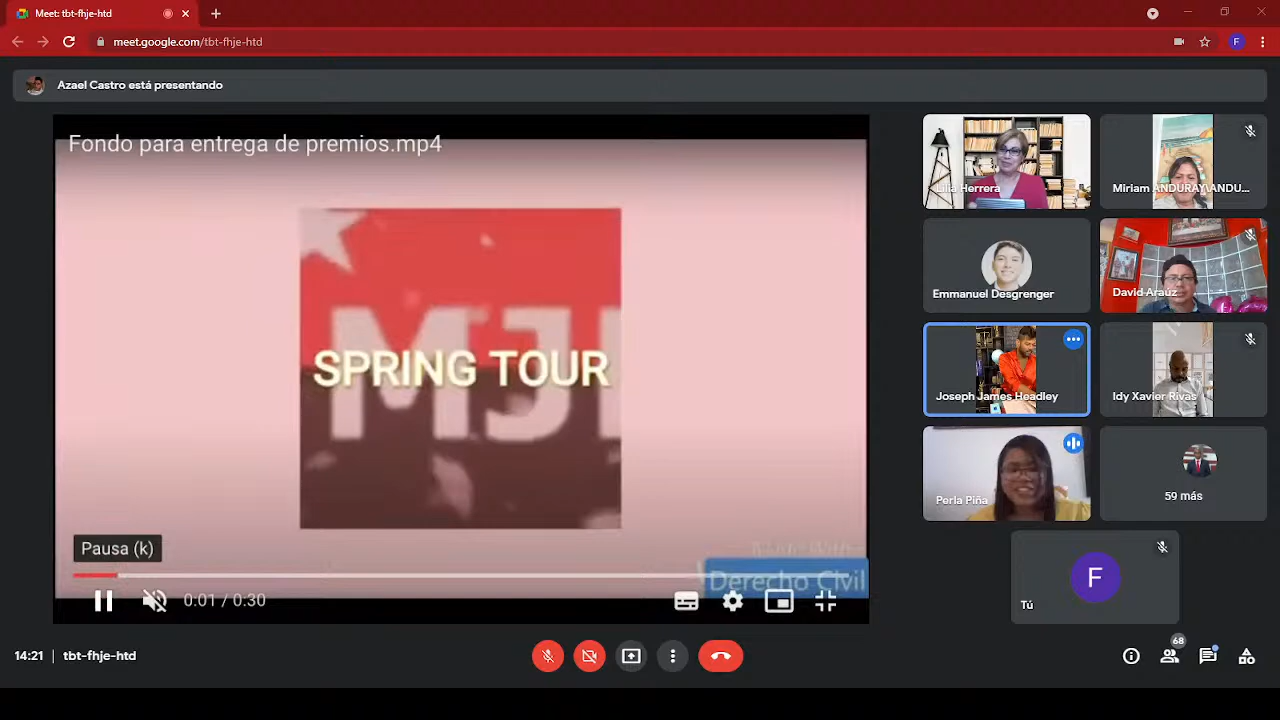 Meet: tbt-fhje-htd
meet.google.com/tbt-fhje-htd
F
Azael Castro está presentando
Fondo para entrega de premios.mp4
MJ
SPRING TOUR
Pausa (k)
Derecho Civil
0:01 / 0:30
Lilia Herrera
Miriam ANDURAY\ANDU...
Emmanuel Desgrenger
David Araúz
Joseph James Headley
Idy Xavier Rivas
Perla Piña
59 más
F
Tú
14:21 | tbt-fhje-htd
68